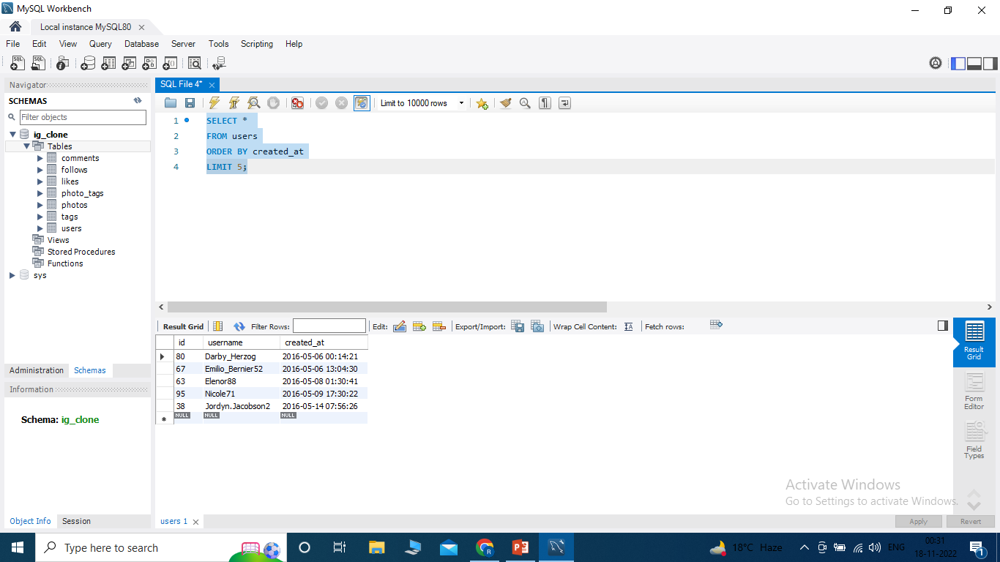 MySQL Workbench
Local instance MySQL80
File Edit View Query Database Server Tools Scripting Help
Navigator
SQL File 4*
SCHEMAS
Filter objects
Limit to 10000 rows
ig_clone
Tables
comments
follows
likes
photo_tags
photos
tags
users
Views
Stored Procedures
Functions
sys
1 SELECT *
2 FROM users
3 ORDER BY created_at
4 LIMIT 5;
Result Grid Filter Rows: Edit: Export/Import: Wrap Cell Content: Fetch rows:
id username created_at
80 Darby_Herzog 2016-05-06 00:14:21
67 Emilio_Bernier52 2016-05-06 13:04:30
63 Elenor88 2016-05-08 01:30:41
95 Nicole71 2016-05-09 17:30:22
38 Jordyn.Jacobson2 2016-05-14 07:56:26
NULL NULL NULL
Result
Grid
Form
Editor
Field
Types
Administration Schemas
Information
Schema: ig_clone
Activate Windows
Go to Settings to activate Windows.
Object Info Session
users 1
Apply Revert
Type here to search
18°C Haze
ENG
00:31
18-11-2022
1